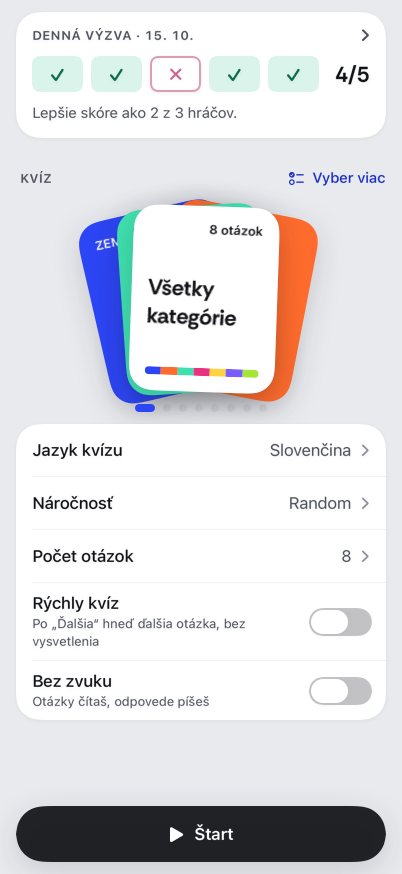 DENNÁ VÝZVA · 15. 10.
4/5
Lepšie skóre ako 2 z 3 hráčov.
KVÍZ
Vyber viac
8 otázok
Všetky
kategórie
Jazyk kvízu Slovenčina
Náročnosť Random
Počet otázok 8
Rýchly kvíz
Po „Ďalšia“ hneď ďalšia otázka, bez
vysvetlenia
Bez zvuku
Otázky čítaš, odpovede píšeš
Štart